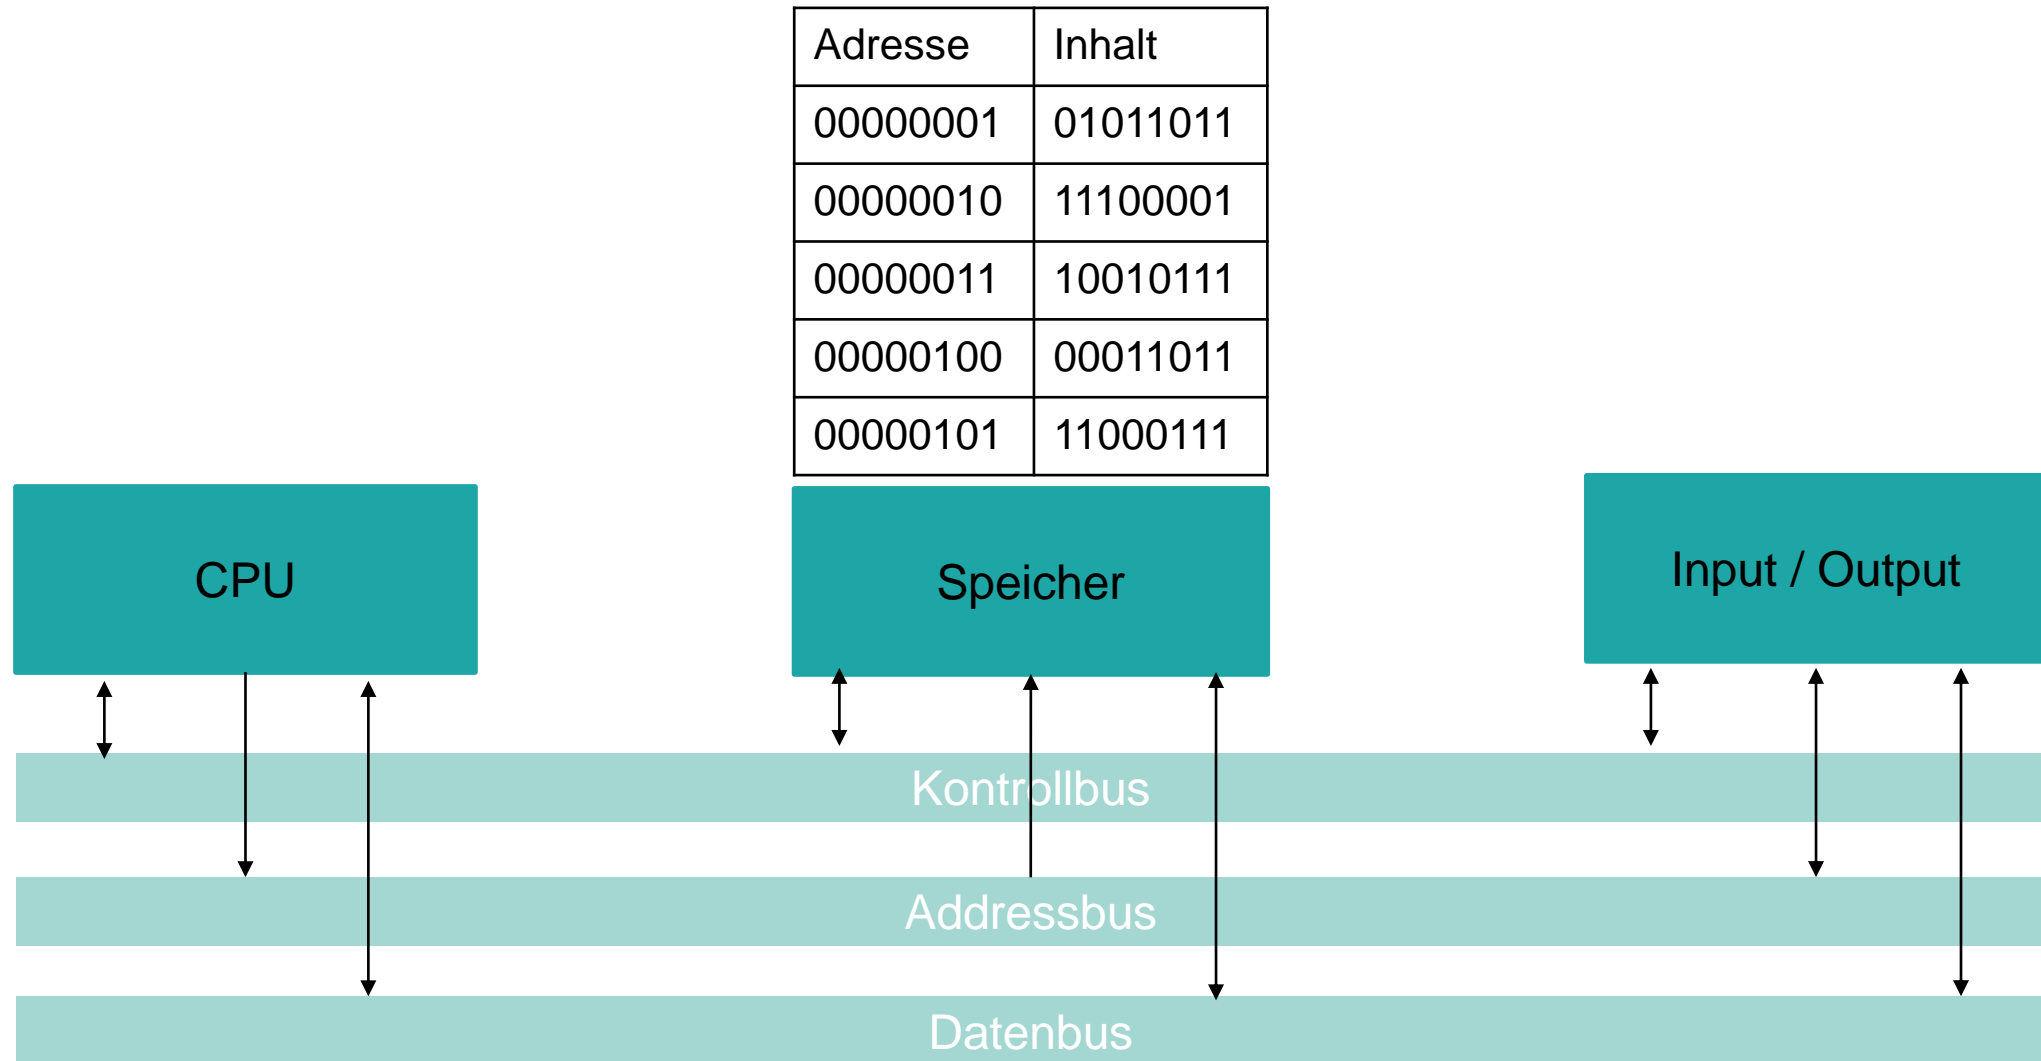 Adresse Inhalt
00000001 01011011
00000010 11100001
00000011 10010111
00000100 00011011
00000101 11000111
CPU
Speicher
Input / Output
Kontrollbus
Addressbus
Datenbus